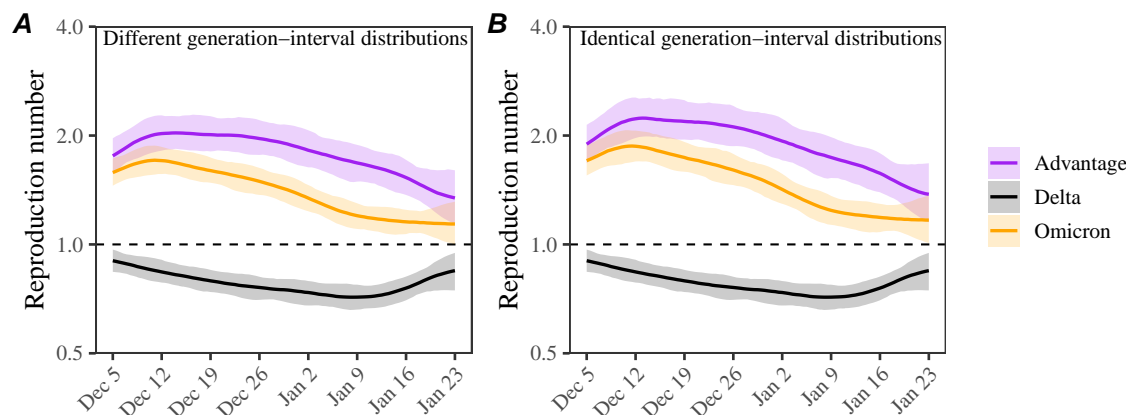 A
Different generation−interval distributions
Reproduction number
4.0
2.0
1.0
0.5
Dec 5
Dec 12
Dec 19
Dec 26
Jan 2
Jan 9
Jan 16
Jan 23
B
Identical generation−interval distributions
Reproduction number
4.0
2.0
1.0
0.5
Dec 5
Dec 12
Dec 19
Dec 26
Jan 2
Jan 9
Jan 16
Jan 23
Advantage
Delta
Omicron